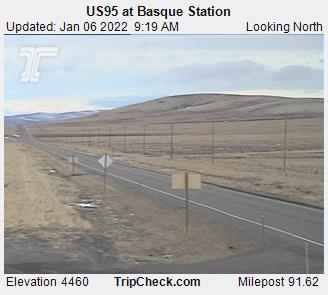 US95 at Basque Station
Updated: Jan 06 2022 9:19 AM Looking North
Elevation 4460 TripCheck.com Milepost 91.62